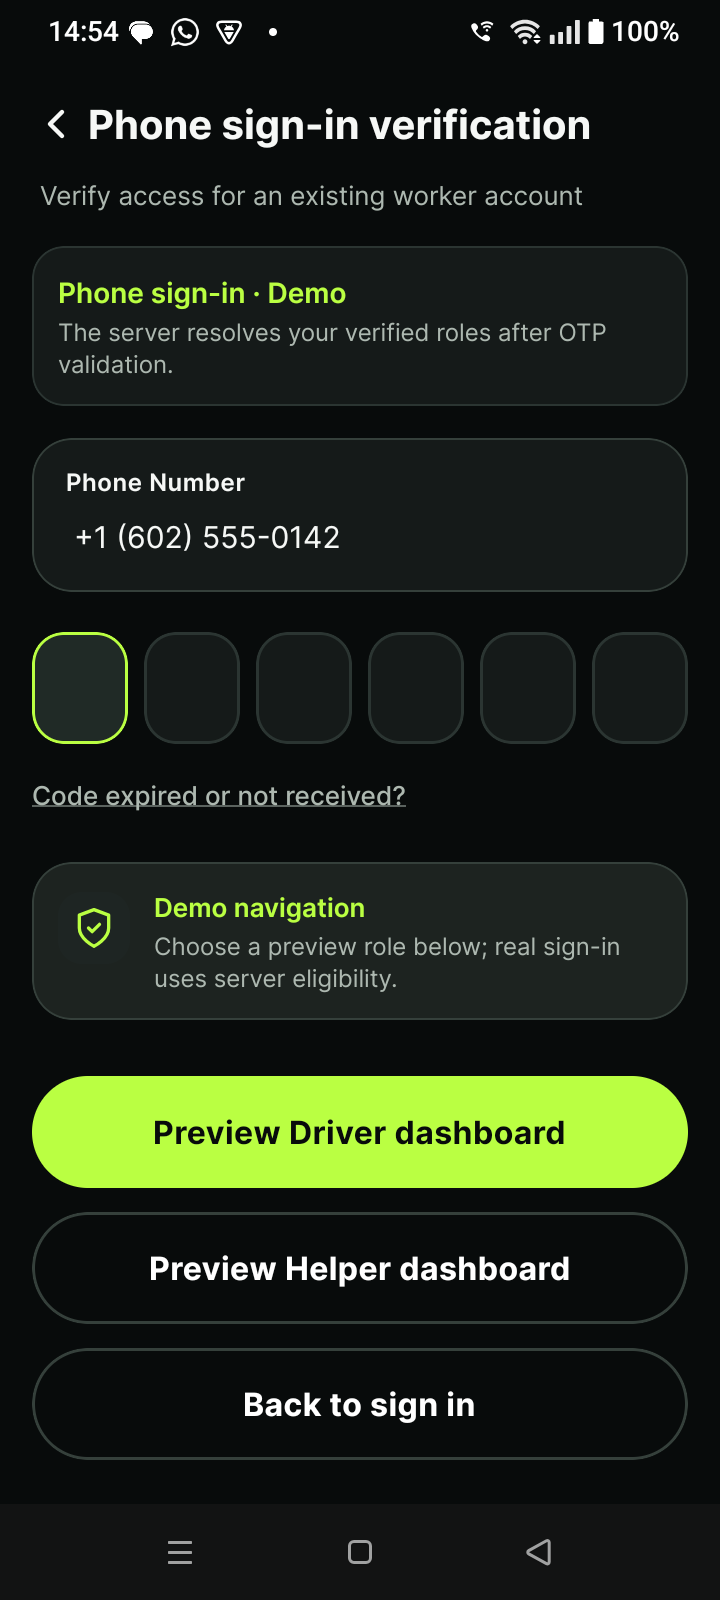 14:54
100%
Phone sign-in verification
Verify access for an existing worker account
Phone sign-in · Demo
The server resolves your verified roles after OTP
validation.
Phone Number
+1 (602) 555-0142
Code expired or not received?
Demo navigation
Choose a preview role below; real sign-in
uses server eligibility.
Preview Driver dashboard
Preview Helper dashboard
Back to sign in